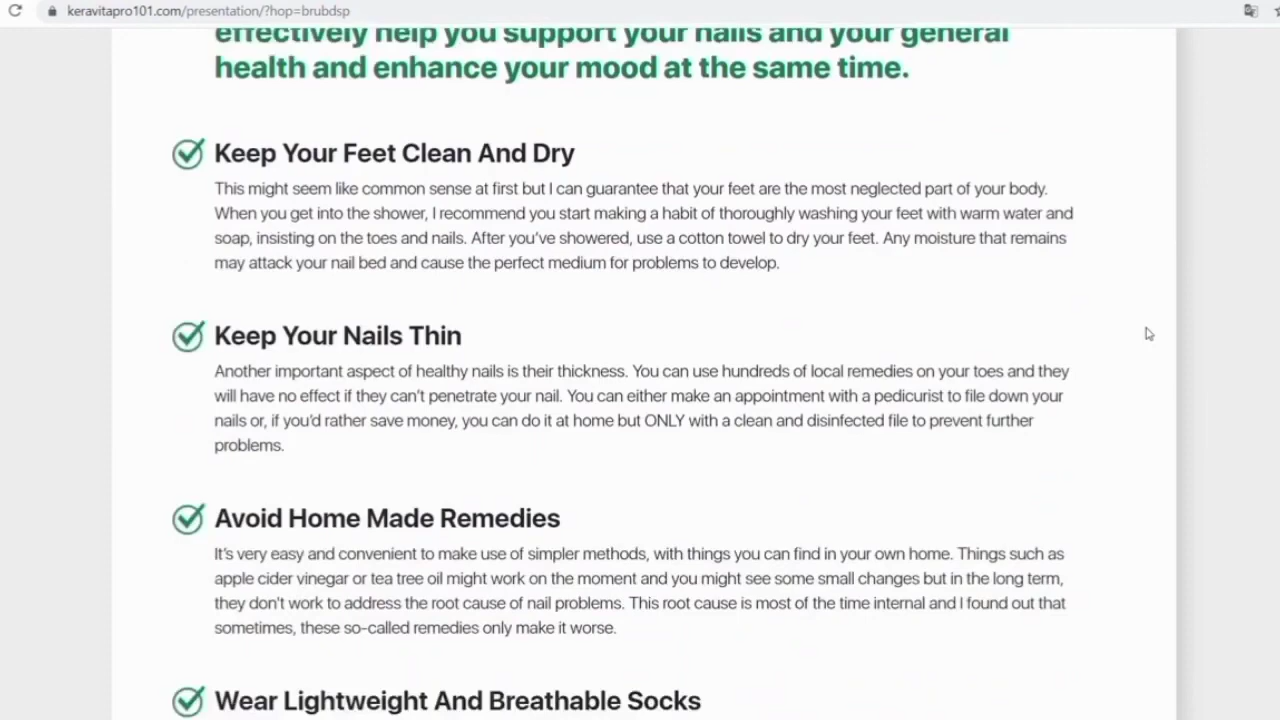 keravitapro101.com/presentation/?hop=brubdsp
effectively help you support your nails and your general
health and enhance your mood at the same time.
Keep Your Feet Clean And Dry
This might seem like common sense at first but I can guarantee that your feet are the most neglected part of your body.
When you get into the shower, I recommend you start making a habit of thoroughly washing your feet with warm water and
soap, insisting on the toes and nails. After you've showered, use a cotton towel to dry your feet. Any moisture that remains
may attack your nail bed and cause the perfect medium for problems to develop.
Keep Your Nails Thin
Another important aspect of healthy nails is their thickness. You can use hundreds of local remedies on your toes and they
will have no effect if they can't penetrate your nail. You can either make an appointment with a pedicurist to file down your
nails or, if you'd rather save money, you can do it at home but ONLY with a clean and disinfected file to prevent further
problems.
Avoid Home Made Remedies
It's very easy and convenient to make use of simpler methods, with things you can find in your own home. Things such as
apple cider vinegar or tea tree oil might work on the moment and you might see some small changes but in the long term,
they don't work to address the root cause of nail problems. This root cause is most of the time internal and I found out that
sometimes, these so-called remedies only make it worse.
Wear Lightweight And Breathable Socks